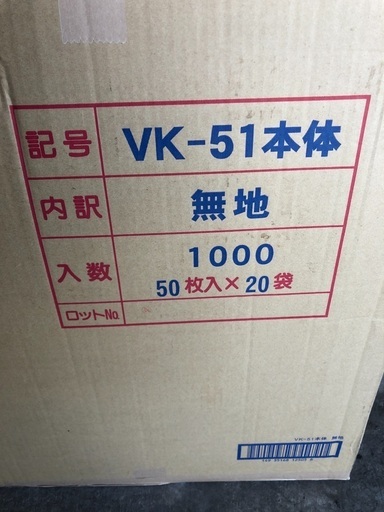 記号 VK-51本体
内訳 無地
入数 1000
50枚入×20袋
ロットNo.
VK-51本体 無地